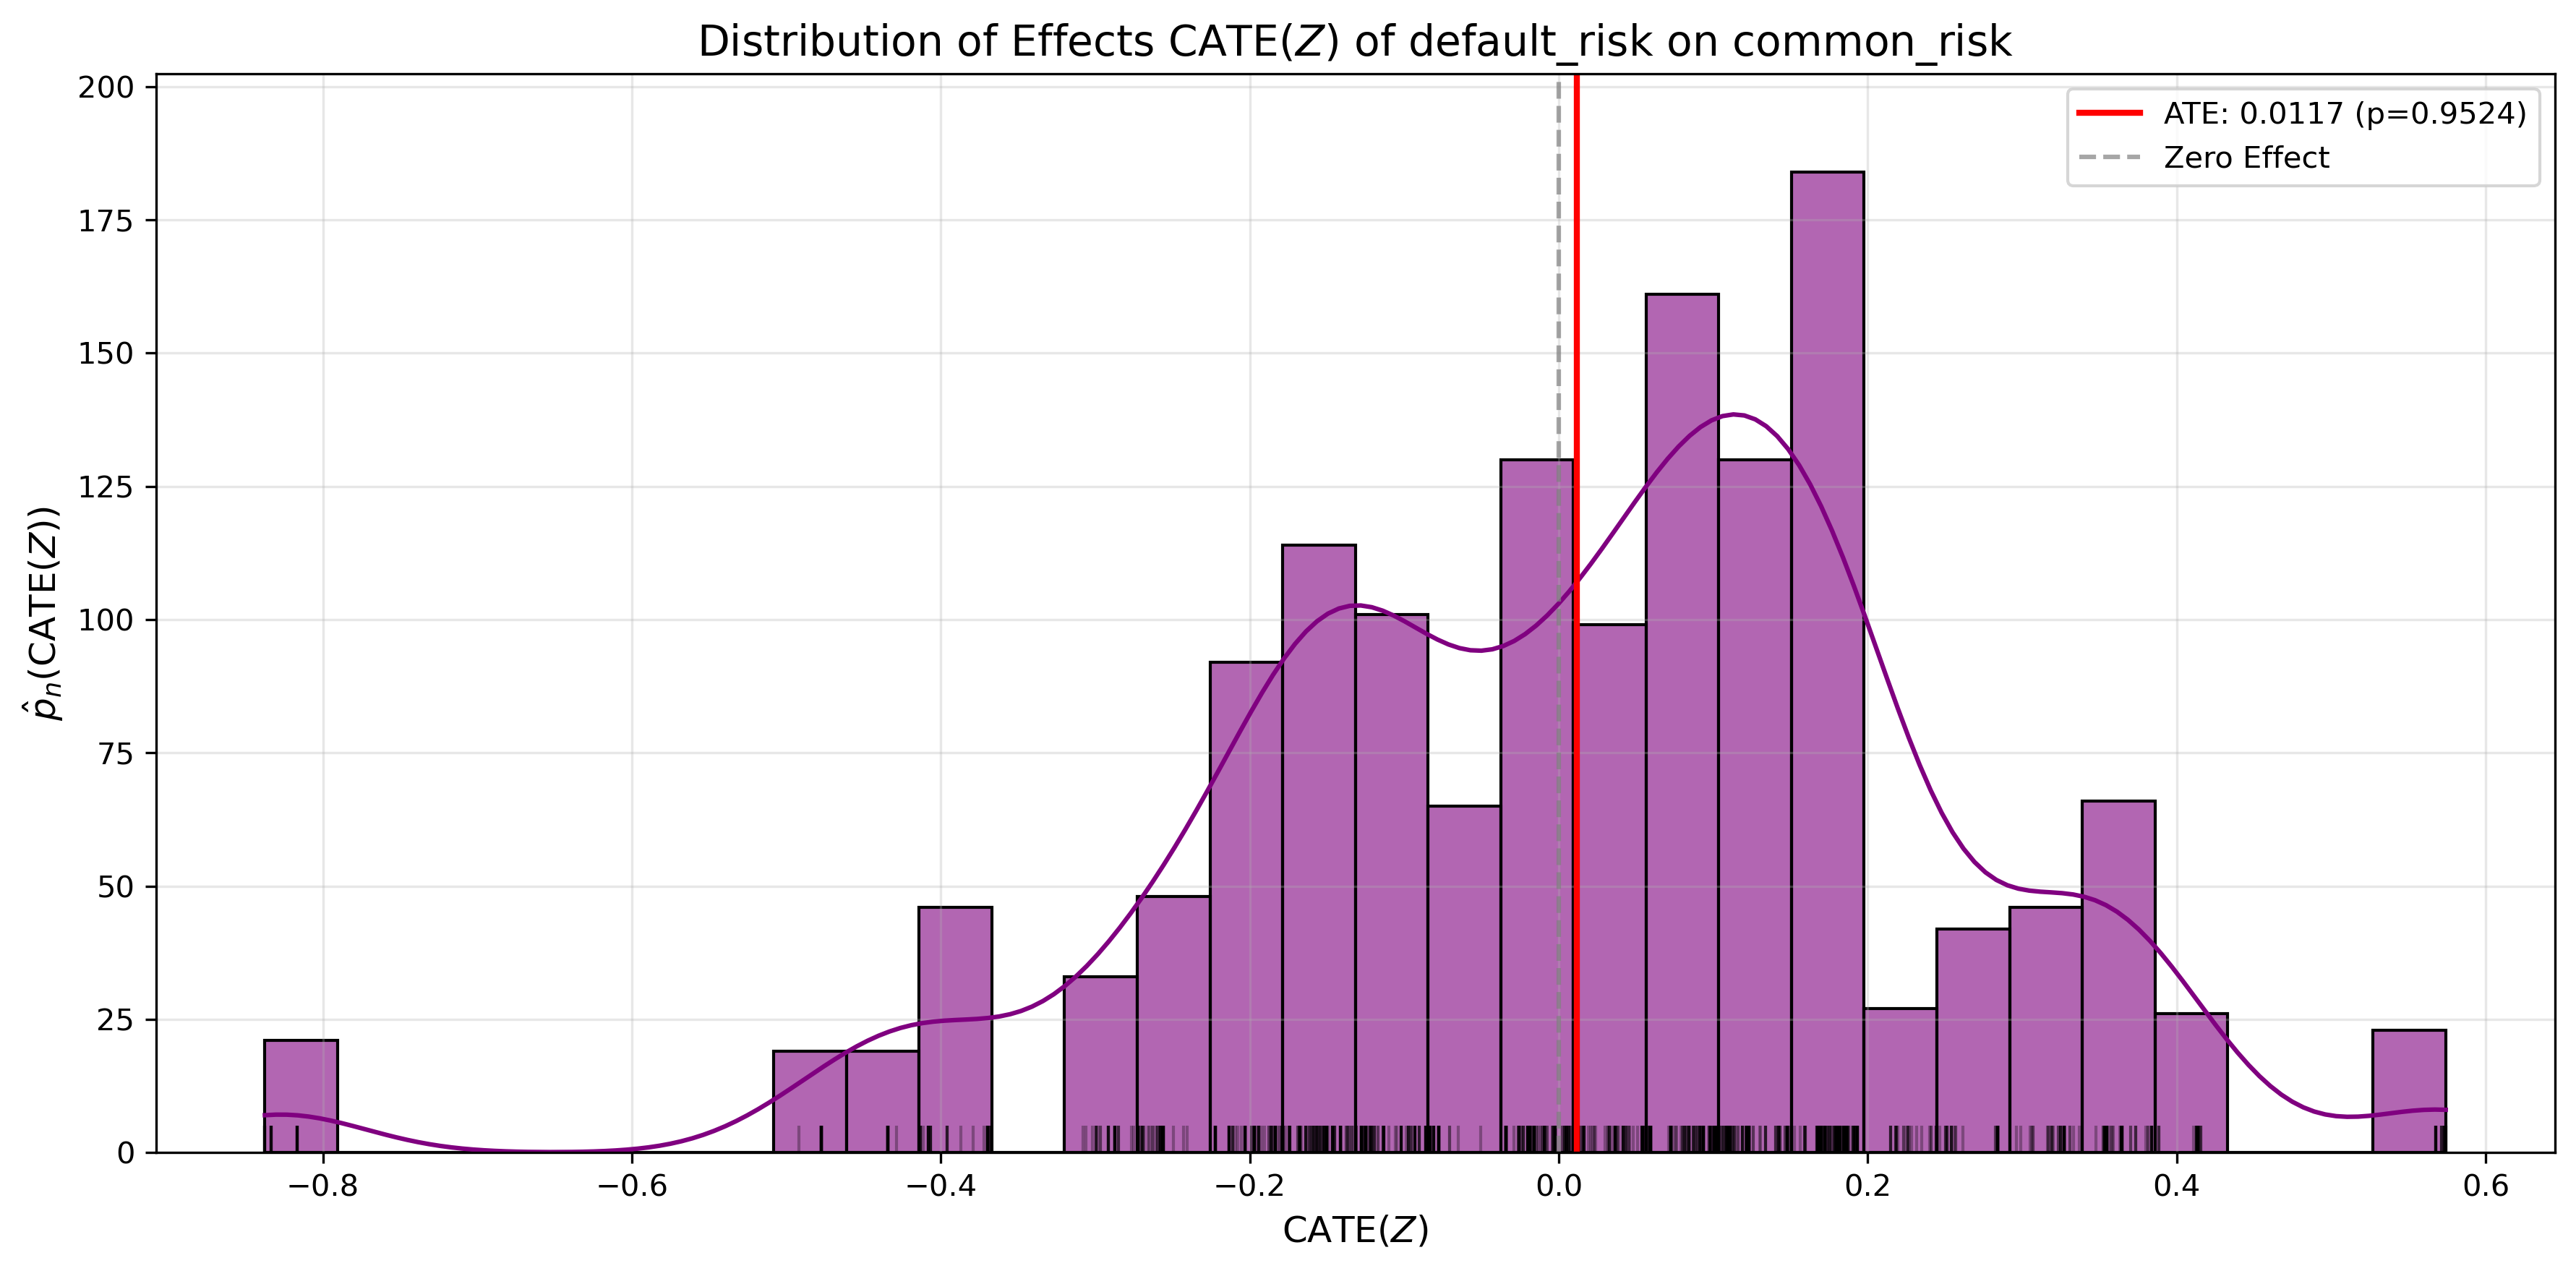 Distribution of Effects CATE(Z) of default_risk on common_risk
ATE: 0.0117 (p=0.9524)
Zero Effect
p̂ₙ(CATE(Z))
200
175
150
125
100
75
50
25
0
−0.8 −0.6 −0.4 −0.2 0.0 0.2 0.4 0.6
CATE(Z)